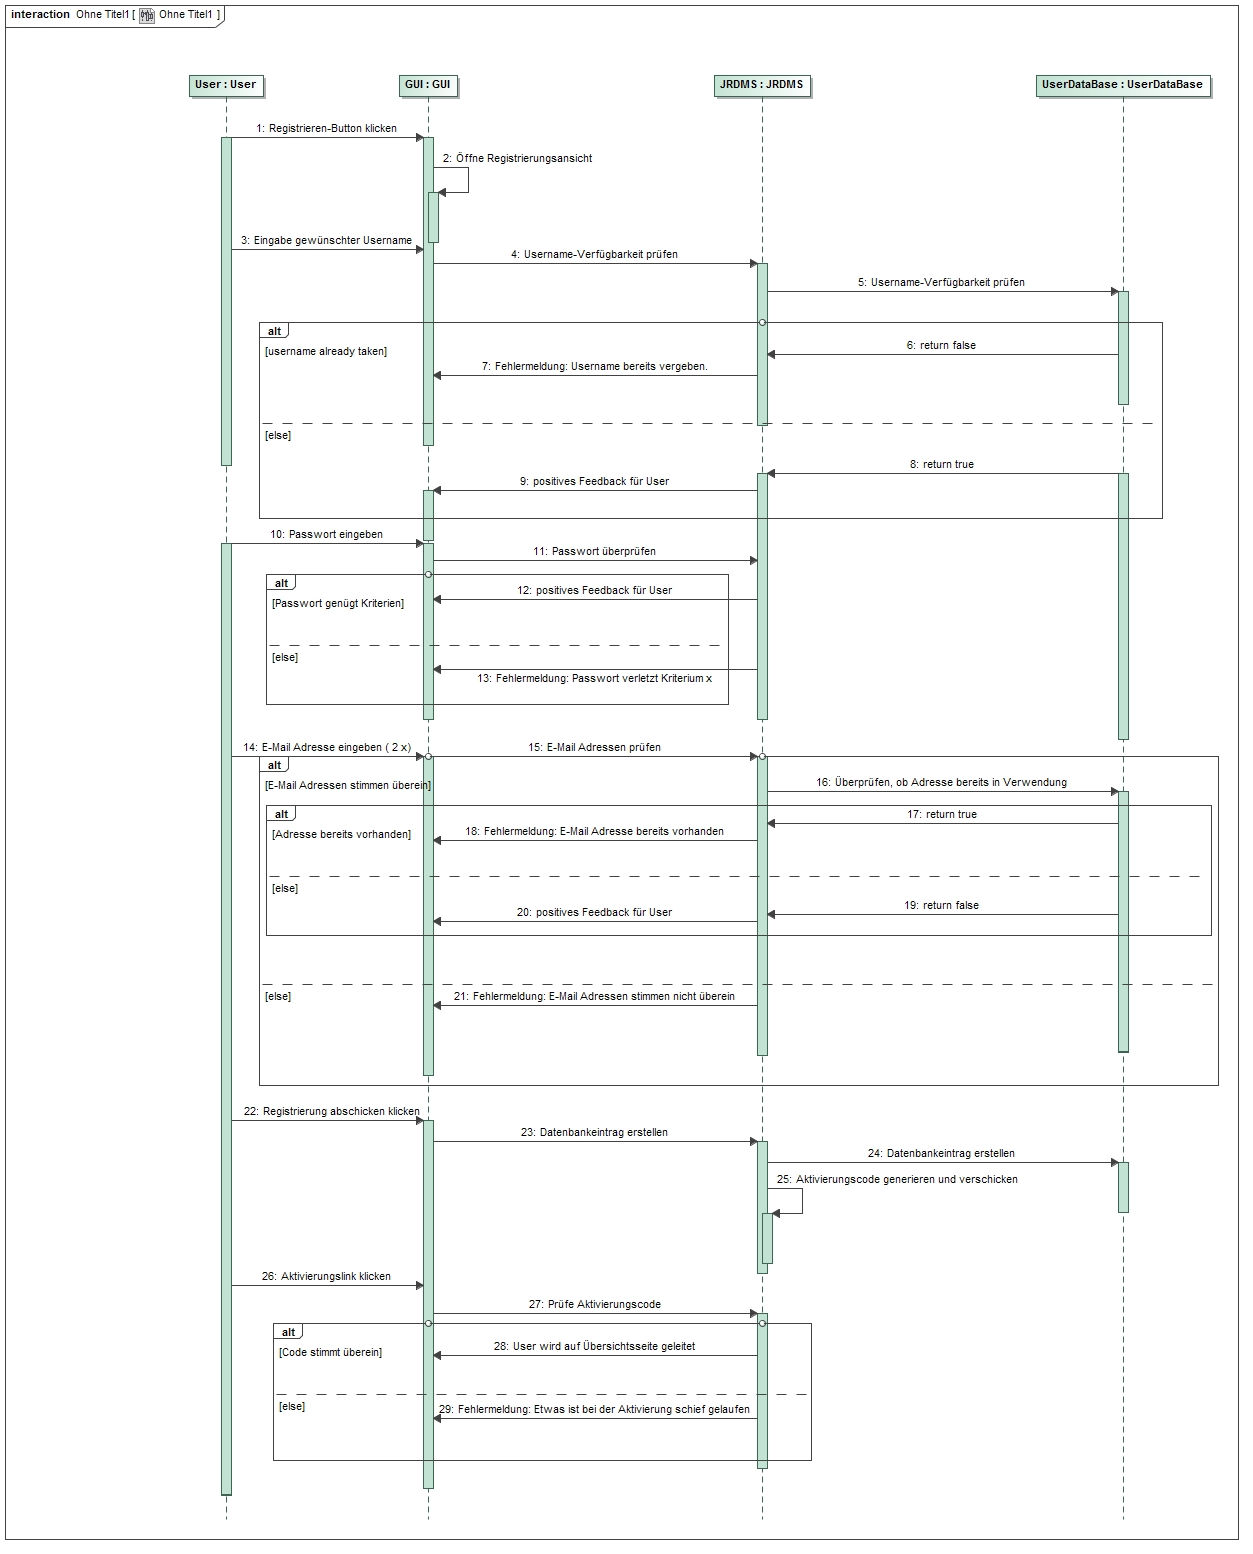 interaction Ohne Titel1 [ Ohne Titel1 ]
User : User
GUI : GUI
JRDMS : JRDMS
UserDataBase : UserDataBase
1: Registrieren-Button klicken
2: Öffne Registrierungsansicht
3: Eingabe gewünschter Username
4: Username-Verfügbarkeit prüfen
5: Username-Verfügbarkeit prüfen
alt
[username already taken]
6: return false
7: Fehlermeldung: Username bereits vergeben.
[else]
8: return true
9: positives Feedback für User
10: Passwort eingeben
11: Passwort überprüfen
alt
[Passwort genügt Kriterien]
12: positives Feedback für User
[else]
13: Fehlermeldung: Passwort verletzt Kriterium x
14: E-Mail Adresse eingeben ( 2 x)
15: E-Mail Adressen prüfen
alt
[E-Mail Adressen stimmen überein]
16: Überprüfen, ob Adresse bereits in Verwendung
alt
[Adresse bereits vorhanden]
17: return true
18: Fehlermeldung: E-Mail Adresse bereits vorhanden
[else]
19: return false
20: positives Feedback für User
[else]
21: Fehlermeldung: E-Mail Adressen stimmen nicht überein
22: Registrierung abschicken klicken
23: Datenbankeintrag erstellen
24: Datenbankeintrag erstellen
25: Aktivierungscode generieren und verschicken
26: Aktivierungslink klicken
27: Prüfe Aktivierungscode
alt
[Code stimmt überein]
28: User wird auf Übersichtsseite geleitet
[else]
29: Fehlermeldung: Etwas ist bei der Aktivierung schief gelaufen